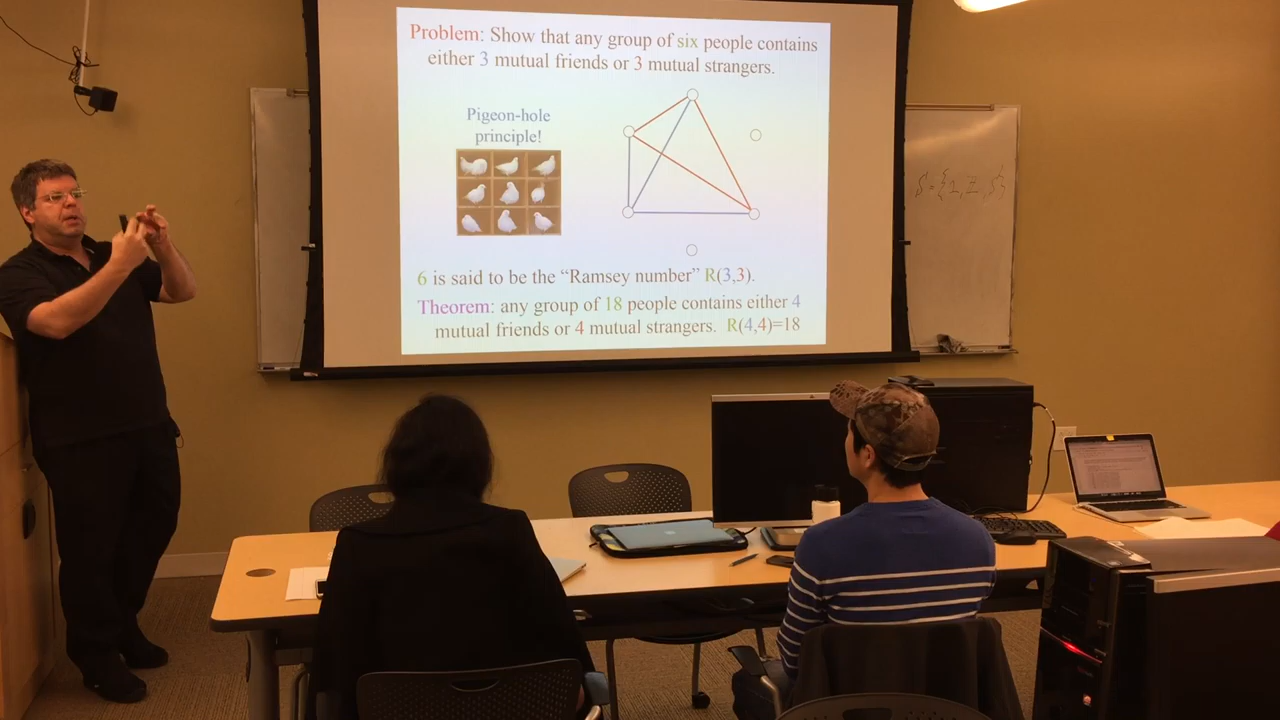 Problem: Show that any group of six people contains
either 3 mutual friends or 3 mutual strangers.
Pigeon-hole
principle!
6 is said to be the “Ramsey number” R(3,3).
Theorem: any group of 18 people contains either 4
mutual friends or 4 mutual strangers. R(4,4)=18